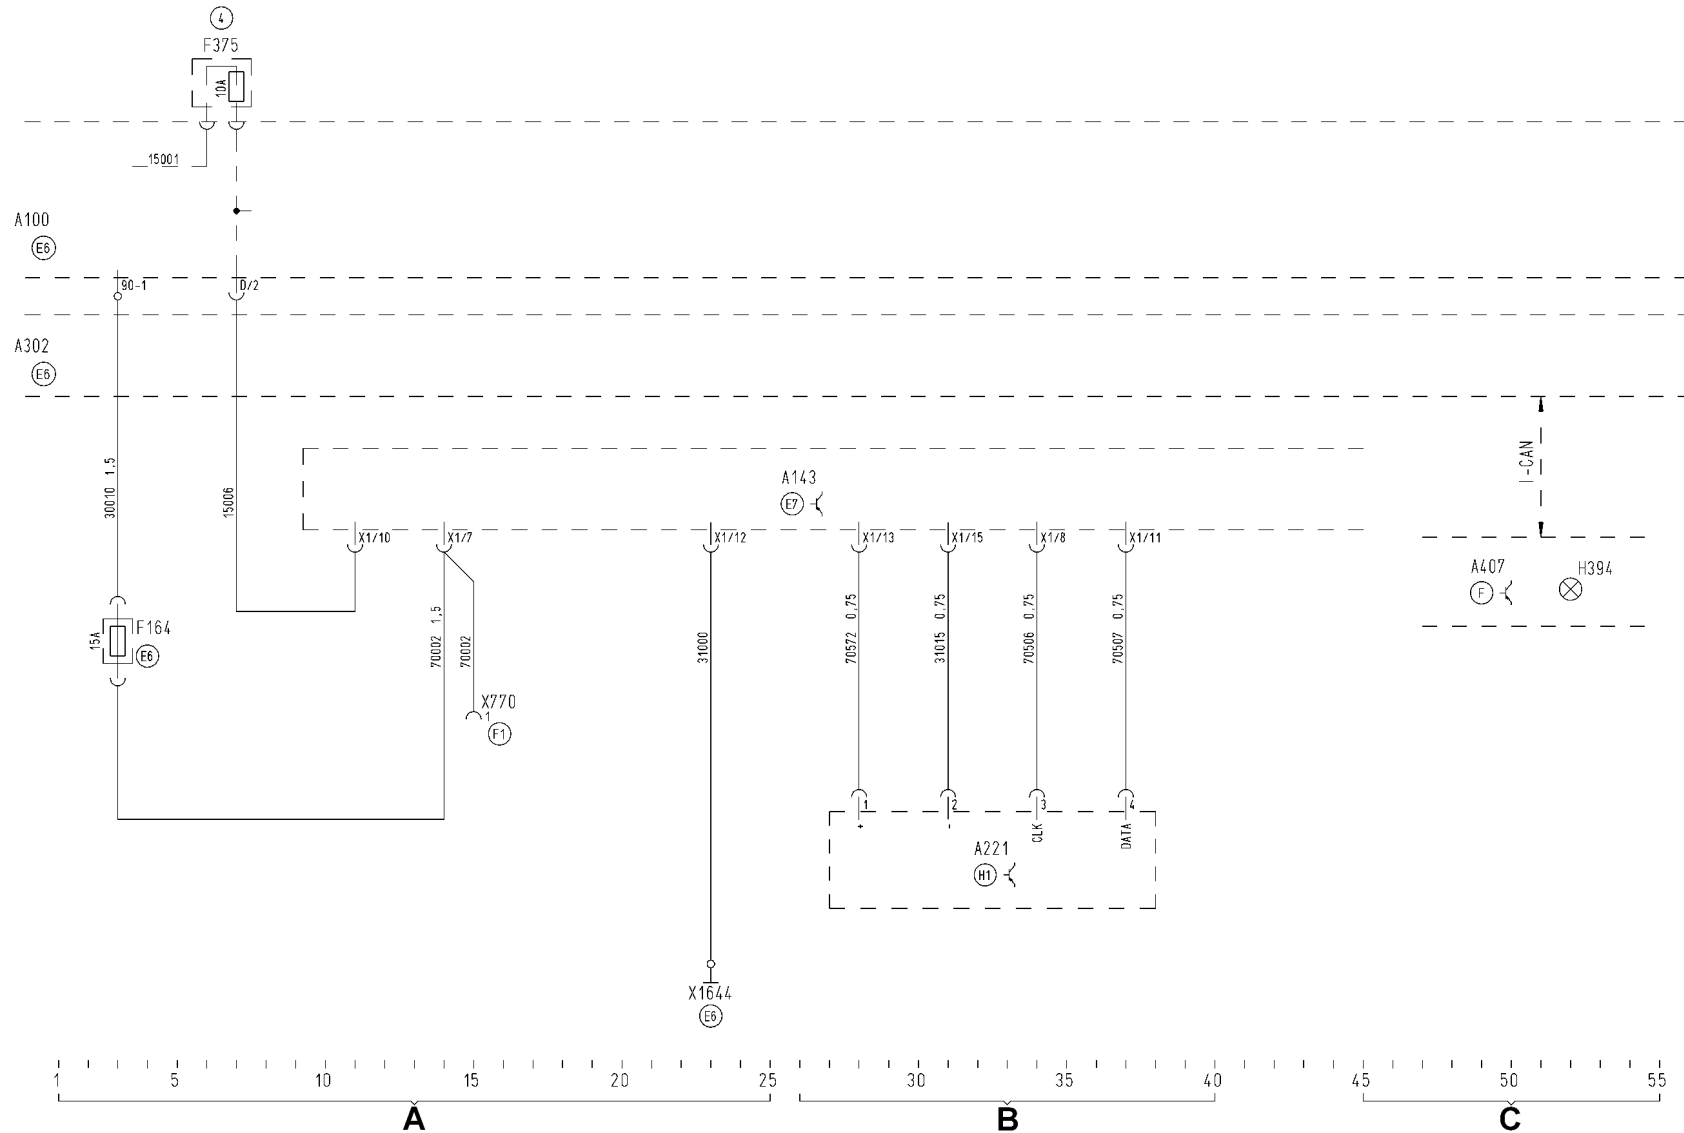 4
F375
10A
15001
A100
E6
90-1
D/2
A302
E6
30010 1,5
15006
I-CAN
A143
E7
X1/10
X1/7
X1/12
X1/13
X1/15
X1/8
X1/11
A407
F
H394
15A
F164
E6
70002 1,5
70002
31000
70572 0,75
31015 0,75
70506 0,75
70507 0,75
X770
1
F1
1
2
3
4
+
-
CLK
DATA
A221
H1
X1644
E6
1 5 10 15 20 25 30 35 40 45 50 55
A B C